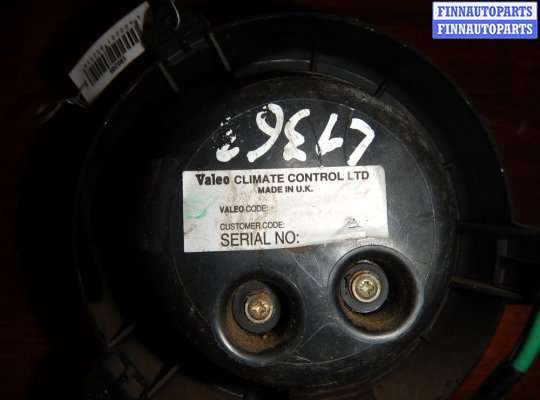 FINNAUTOPARTS
FINNAUTOPARTS
Valeo CLIMATE CONTROL LTD
MADE IN U.K.
VALEO CODE:
CUSTOMER CODE:
SERIAL NO: